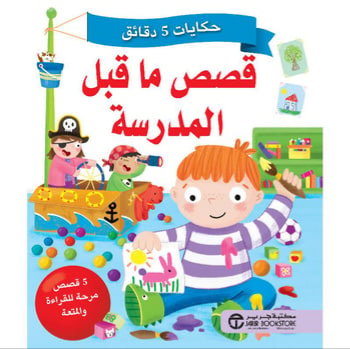 حكايات 5 دقائق
قصص ما قبل
المدرسة
5 قصص
مرحة للقراءة
والمتعة
مكتبة جرير
JARIR BOOKSTORE